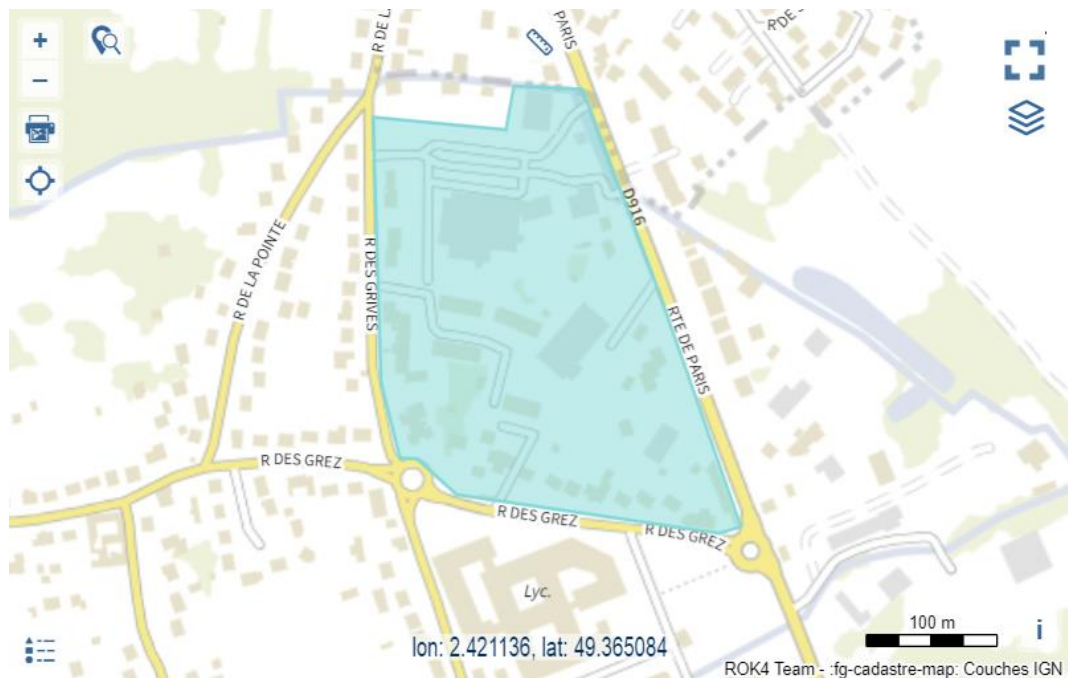 +
−
R DE LA
PARIS
R DE S
D916
R DE LA POINTE
R DES GRIVES
RTE DE PARIS
R DES GREZ
R DES GREZ
R DES GREZ
Lyc.
100 m
lon: 2.421136, lat: 49.365084
i
ROK4 Team - :fg-cadastre-map: Couches IGN